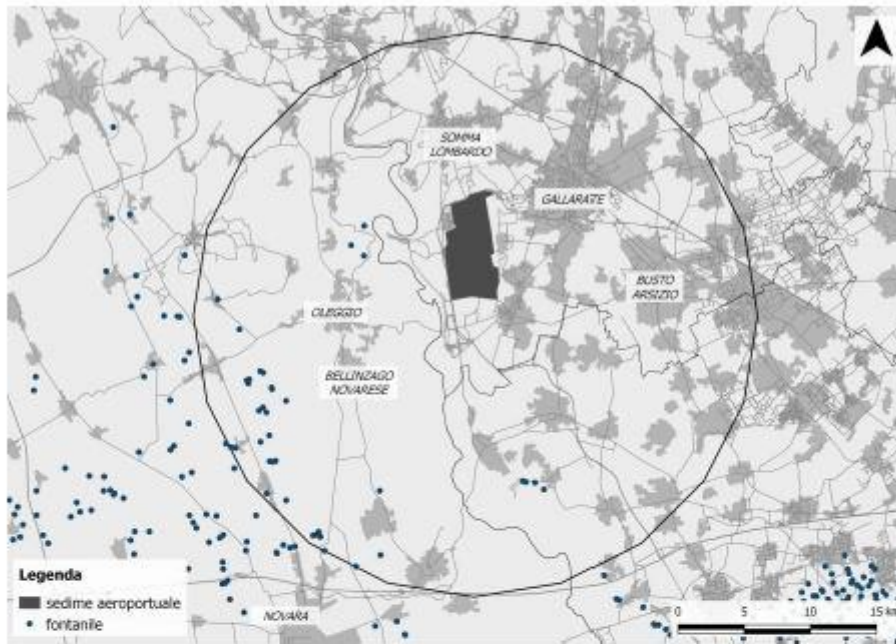 SOMMA
LOMBARDO
GALLARATE
BUSTO
ARSIZIO
OLEGGIO
BELLINZAGO
NOVARESE
NOVARA
Legenda
sedime aeroportuale
fontanile
0 5 10 15 km